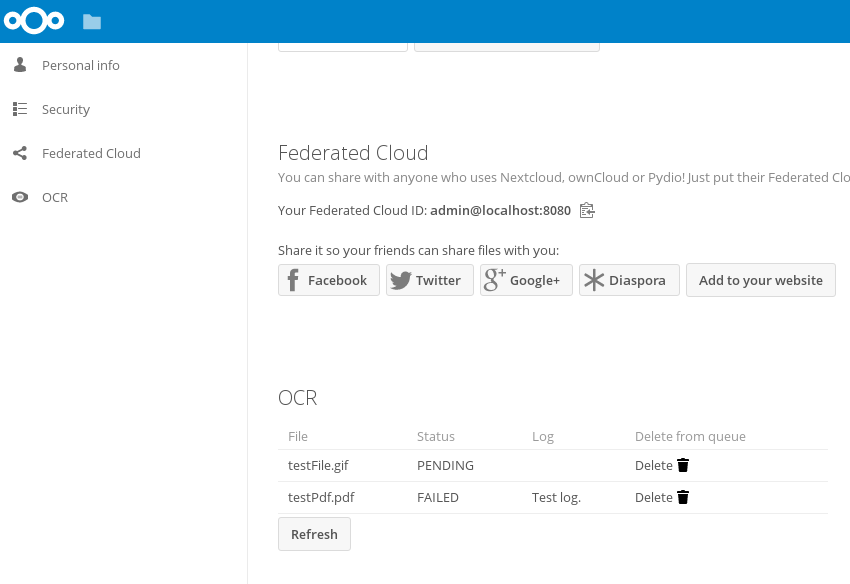 Personal info
Security
Federated Cloud
OCR
Federated Cloud
You can share with anyone who uses Nextcloud, ownCloud or Pydio! Just put their Federated Clo
Your Federated Cloud ID: admin@localhost:8080
Share it so your friends can share files with you:
Facebook Twitter Google+ Diaspora Add to your website
OCR
File Status Log Delete from queue
testFile.gif PENDING Delete
testPdf.pdf FAILED Test log. Delete
Refresh